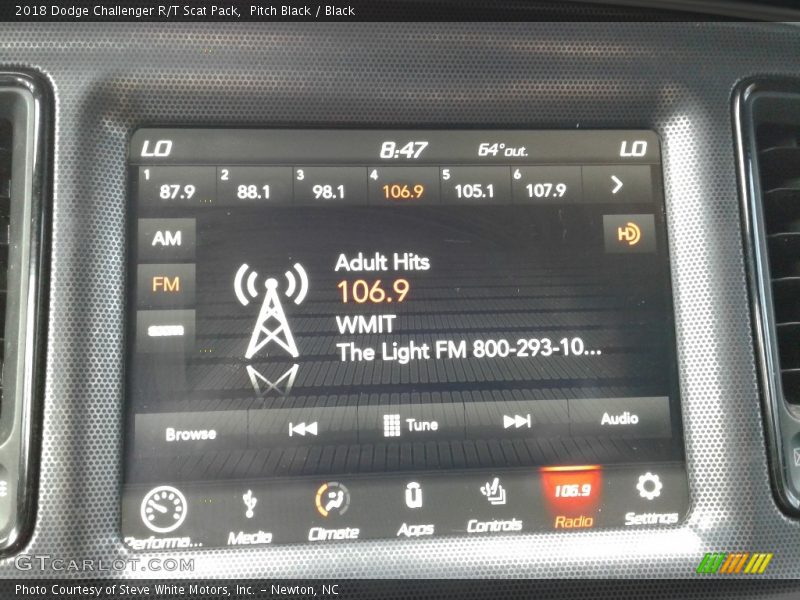 2018 Dodge Challenger R/T Scat Pack, Pitch Black / Black
LO 8:47 64°out. LO
1 87.9 2 88.1 3 98.1 4 106.9 5 105.1 6 107.9
AM HD
FM
Adult Hits
106.9
WMIT
The Light FM 800-293-10...
Browse Tune Audio
106.9
Performa... Media Climate Apps Controls Radio Settings
GTCARLOT.COM
Photo Courtesy of Steve White Motors, Inc. – Newton, NC